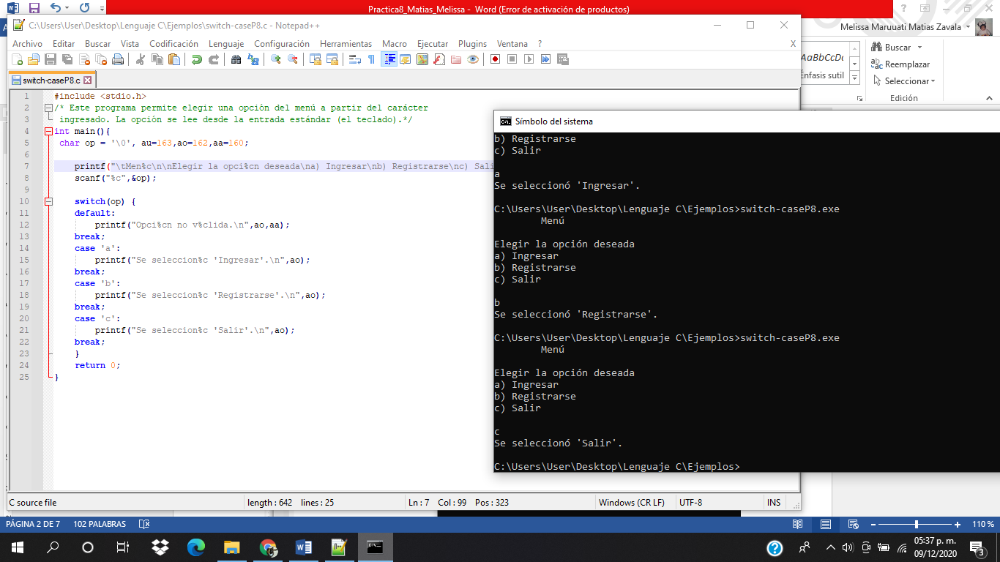 Practica8_Matias_Melissa - Word (Error de activación de productos)
C:\Users\User\Desktop\Lenguaje C\Ejemplos\switch-caseP8.c - Notepad++
Melissa Maruuati Matias Zavala
Archivo Editar Buscar Vista Codificación Lenguaje Configuración Herramientas Macro Ejecutar Plugins Ventana ? X
AaBbCcDc
Énfasis sutil
Buscar
Reemplazar
Seleccionar
Edición
switch-caseP8.c
1 #include <stdio.h>
2 /* Este programa permite elegir una opción del menú a partir del carácter
3 ingresado. La opción se lee desde la entrada estándar (el teclado).*/
4 int main(){
5 char op = '\0', au=163,ao=162,aa=160;
6
7 printf("\tMen%c\n\nElegir la opci%cn deseada\na) Ingresar\nb) Registrarse\nc) Sali
8 scanf("%c",&op);
9
10 switch(op) {
11 default:
12 printf("Opci%cn no v%clida.\n",ao,aa);
13 break;
14 case 'a':
15 printf("Se seleccion%c 'Ingresar'.\n",ao);
16 break;
17 case 'b':
18 printf("Se seleccion%c 'Registrarse'.\n",ao);
19 break;
20 case 'c':
21 printf("Se seleccion%c 'Salir'.\n",ao);
22 break;
23 }
24 return 0;
25 }
Símbolo del sistema
b) Registrarse
c) Salir
a
Se seleccionó 'Ingresar'.
C:\Users\User\Desktop\Lenguaje C\Ejemplos>switch-caseP8.exe
Menú
Elegir la opción deseada
a) Ingresar
b) Registrarse
c) Salir
b
Se seleccionó 'Registrarse'.
C:\Users\User\Desktop\Lenguaje C\Ejemplos>switch-caseP8.exe
Menú
Elegir la opción deseada
a) Ingresar
b) Registrarse
c) Salir
c
Se seleccionó 'Salir'.
C:\Users\User\Desktop\Lenguaje C\Ejemplos>
C source file length : 642 lines : 25 Ln : 7 Col : 99 Pos : 323 Windows (CR LF) UTF-8 INS
PÁGINA 2 DE 7 102 PALABRAS 110 %
05:37 p. m.
09/12/2020
3